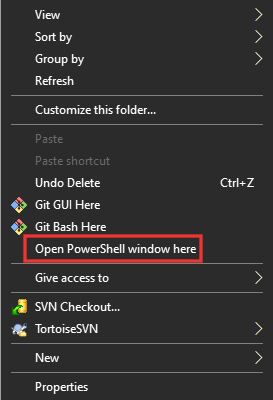 View
Sort by
Group by
Refresh
Customize this folder...
Paste
Paste shortcut
Undo Delete Ctrl+Z
Git GUI Here
Git Bash Here
Open PowerShell window here
Give access to
SVN Checkout...
TortoiseSVN
New
Properties